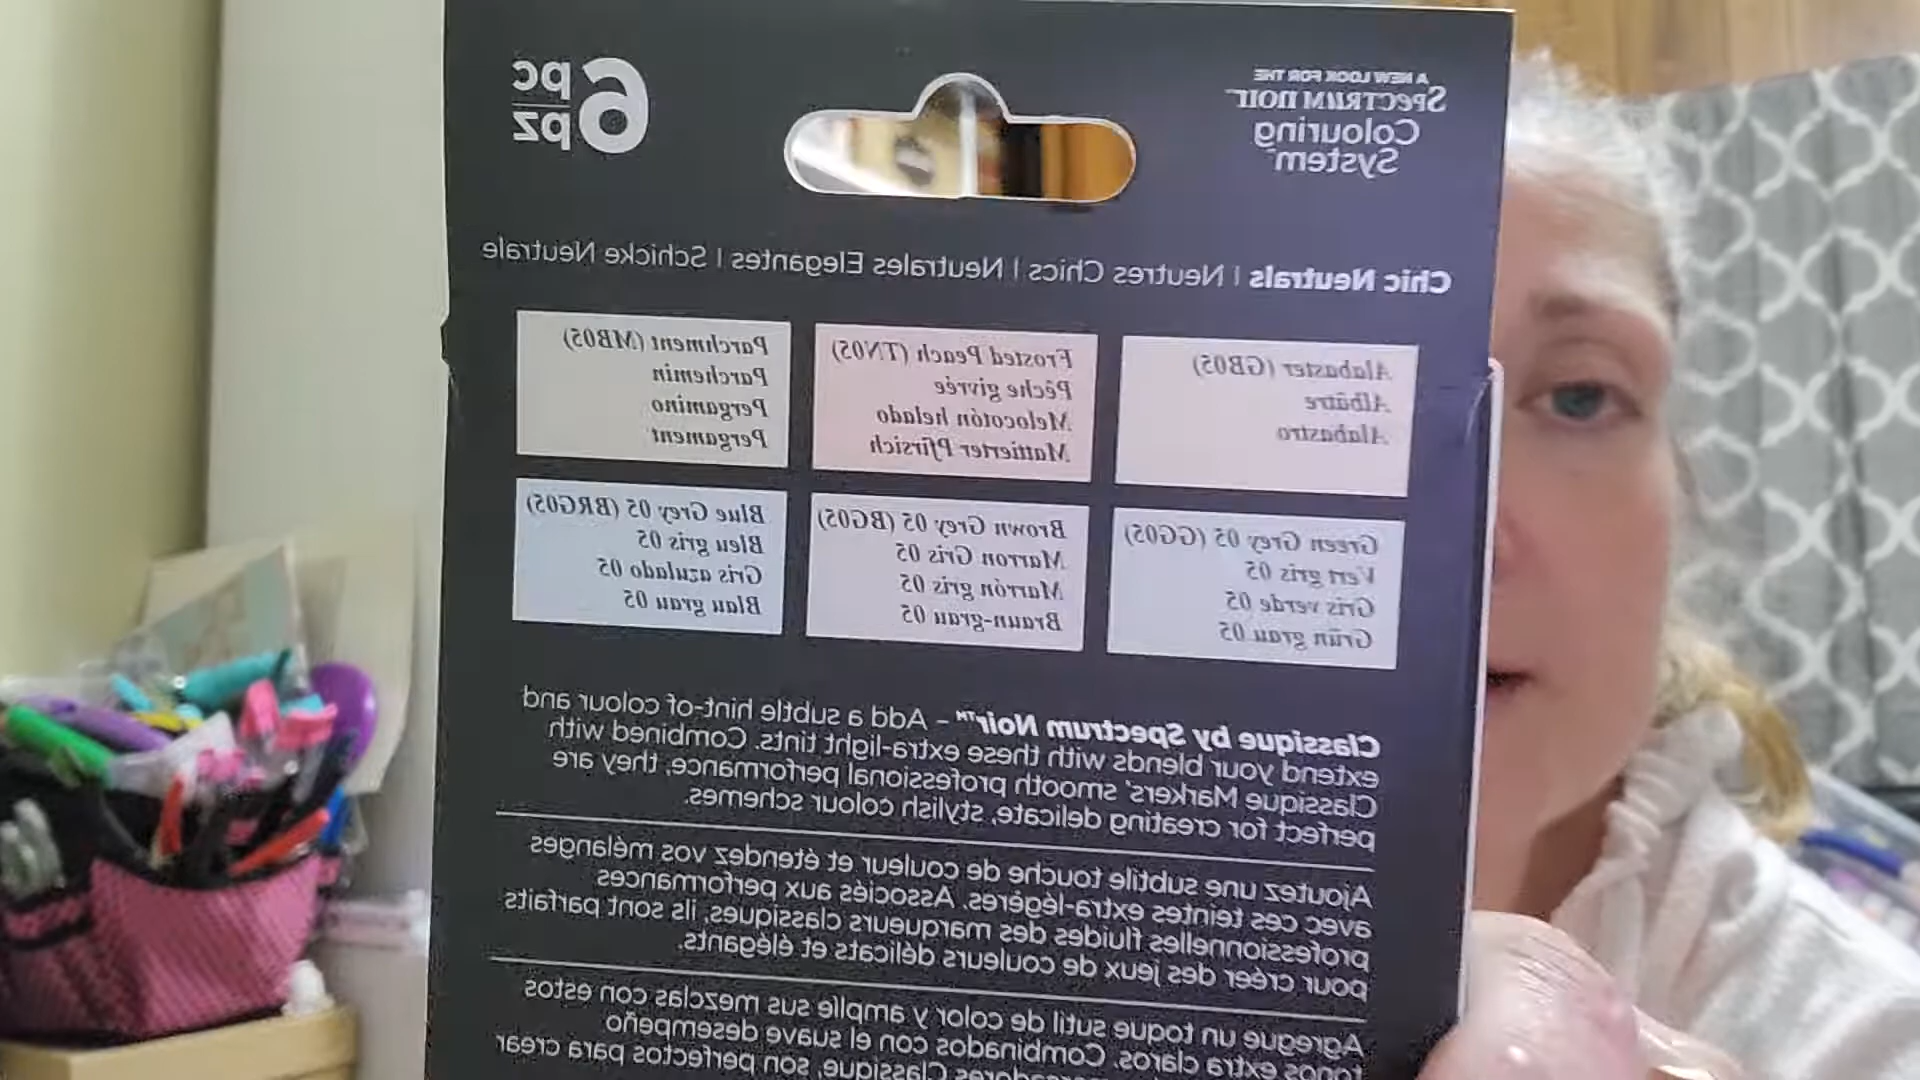 A NEW LOOK FOR THE
SPECTRUM noir™
Colouring
System™
6 pc
pz
Chic Neutrals | Neutres Chics | Neutrales Elegantes | Schicke Neutrale
Alabaster (GB05)
Albâtre
Alabastro
Frosted Peach (TN05)
Pêche givrée
Melocotón helado
Mattierter Pfirsich
Parchment (MB05)
Parchemin
Pergamino
Pergament
Green Grey 05 (GG05)
Vert gris 05
Gris verde 05
Grün grau 05
Brown Grey 05 (BG05)
Marron Gris 05
Marrón gris 05
Braun-grau 05
Blue Grey 05 (BRG05)
Bleu gris 05
Gris azulado 05
Blau grau 05
Classique by Spectrum Noir™ – Add a subtle hint-of colour and
extend your blends with these extra-light tints. Combined with
Classique Markers' smooth professional performance, they are
perfect for creating delicate, stylish colour schemes.
Ajoutez une subtile touche de couleur et étendez vos mélanges
avec ces teintes extra-légères. Associés aux performances
professionnelles fluides des marqueurs classiques, ils sont parfaits
pour créer des jeux de couleurs délicats et élégants.
Agregue un toque sutil de color y amplíe sus mezclas con estos
tonos extra claros. Combinados con el suave desempeño
Classique, son perfectos para crear